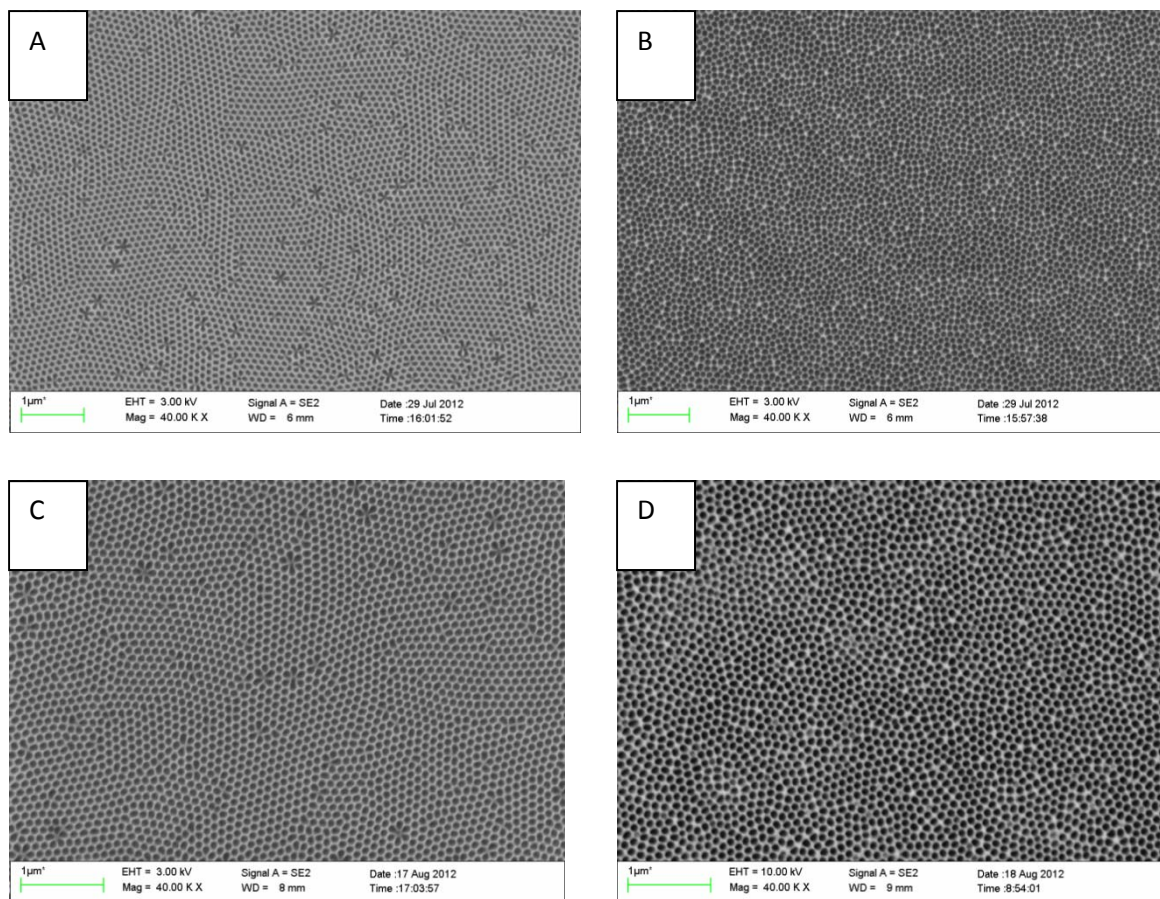 A
1µm*
EHT = 3.00 kV Signal A = SE2 Date :29 Jul 2012
Mag = 40.00 K X WD = 6 mm Time :16:01:52
B
1µm*
EHT = 3.00 kV Signal A = SE2 Date :29 Jul 2012
Mag = 40.00 K X WD = 6 mm Time :15:57:38
C
1µm*
EHT = 3.00 kV Signal A = SE2 Date :17 Aug 2012
Mag = 40.00 K X WD = 8 mm Time :17:03:57
D
1µm*
EHT = 10.00 kV Signal A = SE2 Date :18 Aug 2012
Mag = 40.00 K X WD = 9 mm Time :8:54:01